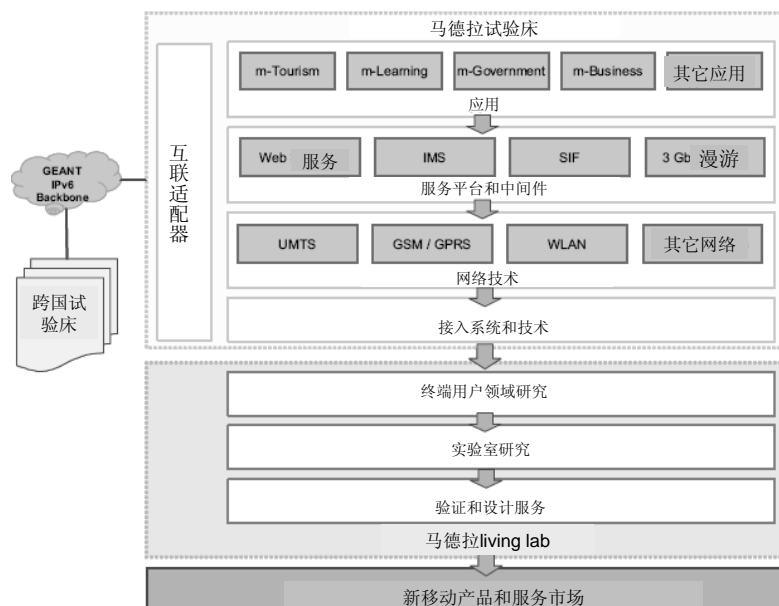 马德拉试验床
m-Tourism
m-Learning
m-Government
m-Business
其它应用
应用
互联适配器
Web 服务
IMS
SIF
3 Gb 漫游
服务平台和中间件
GEANT
IPv6
Backbone
UMTS
GSM / GPRS
WLAN
其它网络
网络技术
跨国试
验床
接入系统和技术
终端用户领域研究
实验室研究
验证和设计服务
马德拉living lab
新移动产品和服务市场